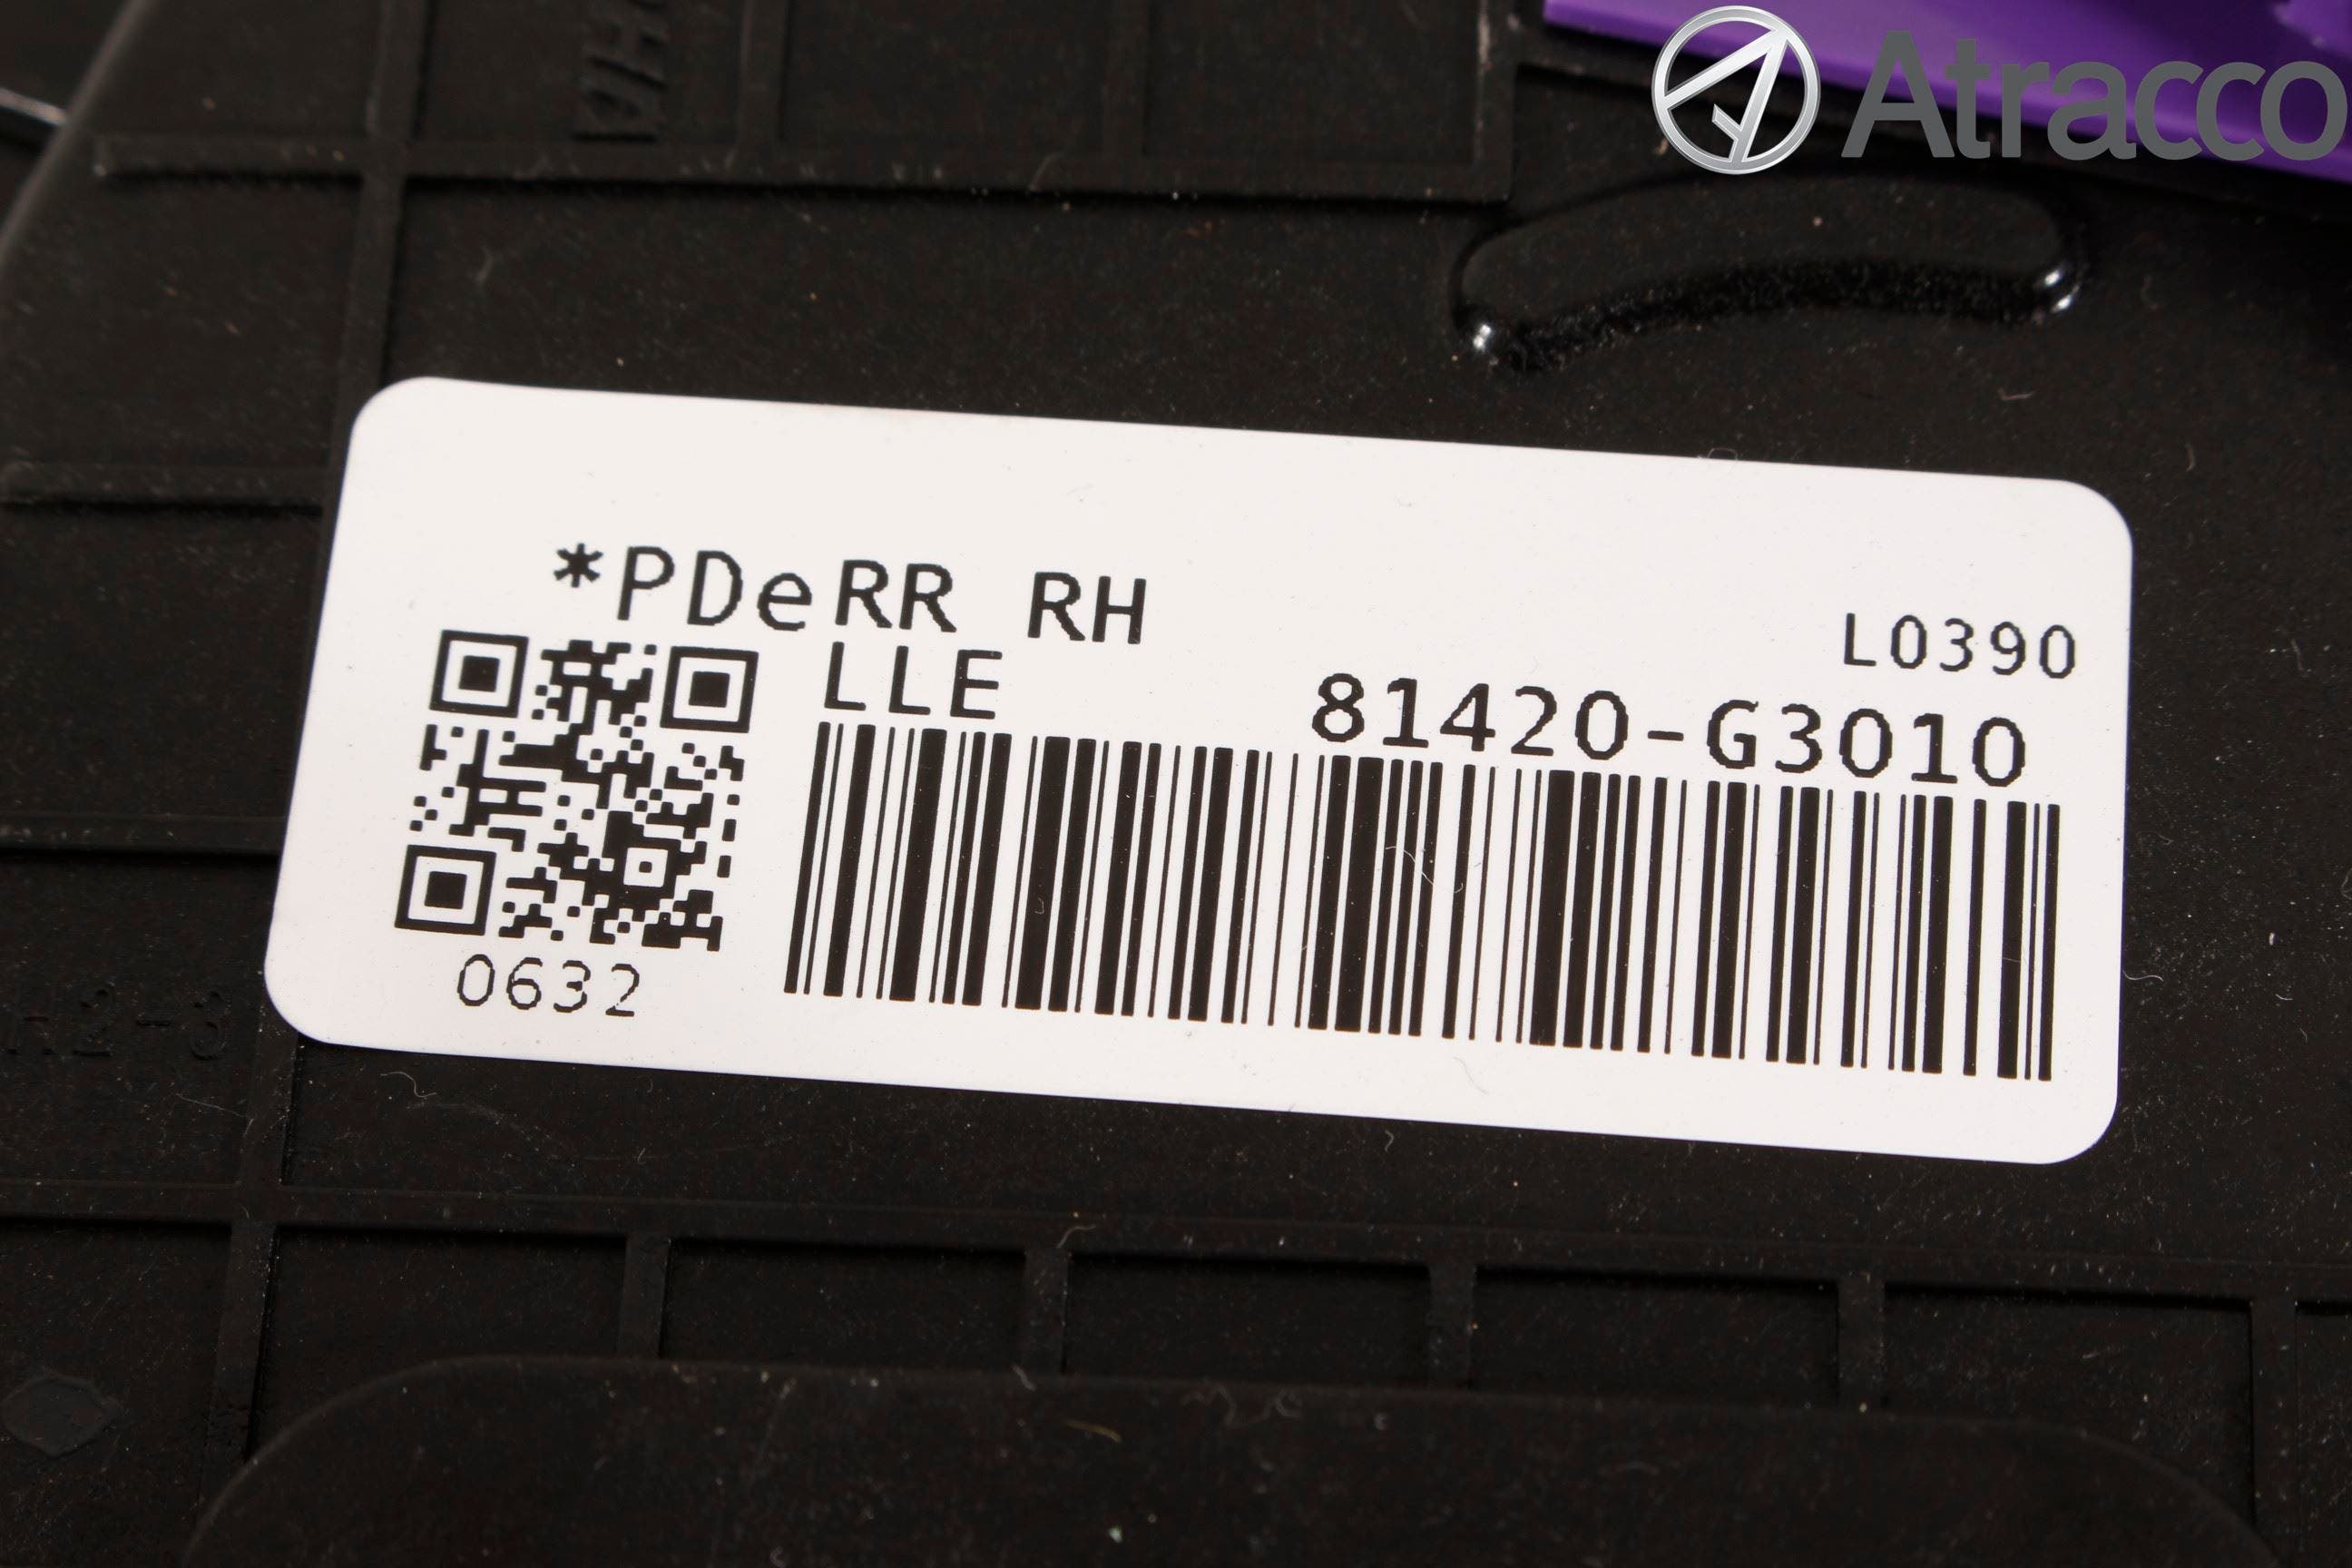 Atracco
*PDeRR RH
L0390
LLE
81420-G3010
0632